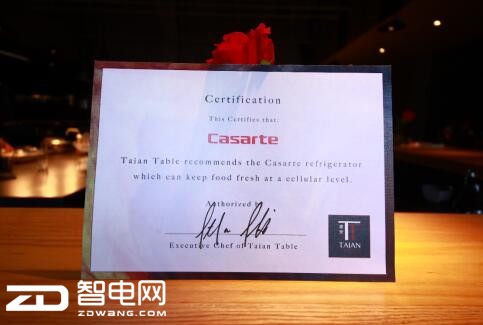 Certification
This Certifies that:
Casarte
Taian Table recommends the Casarte refrigerator
which can keep food fresh at a cellular level.
Authorized b
Executive Chef of Taian Table
TAIAN
ZD 智电网
ZDWANG.COM